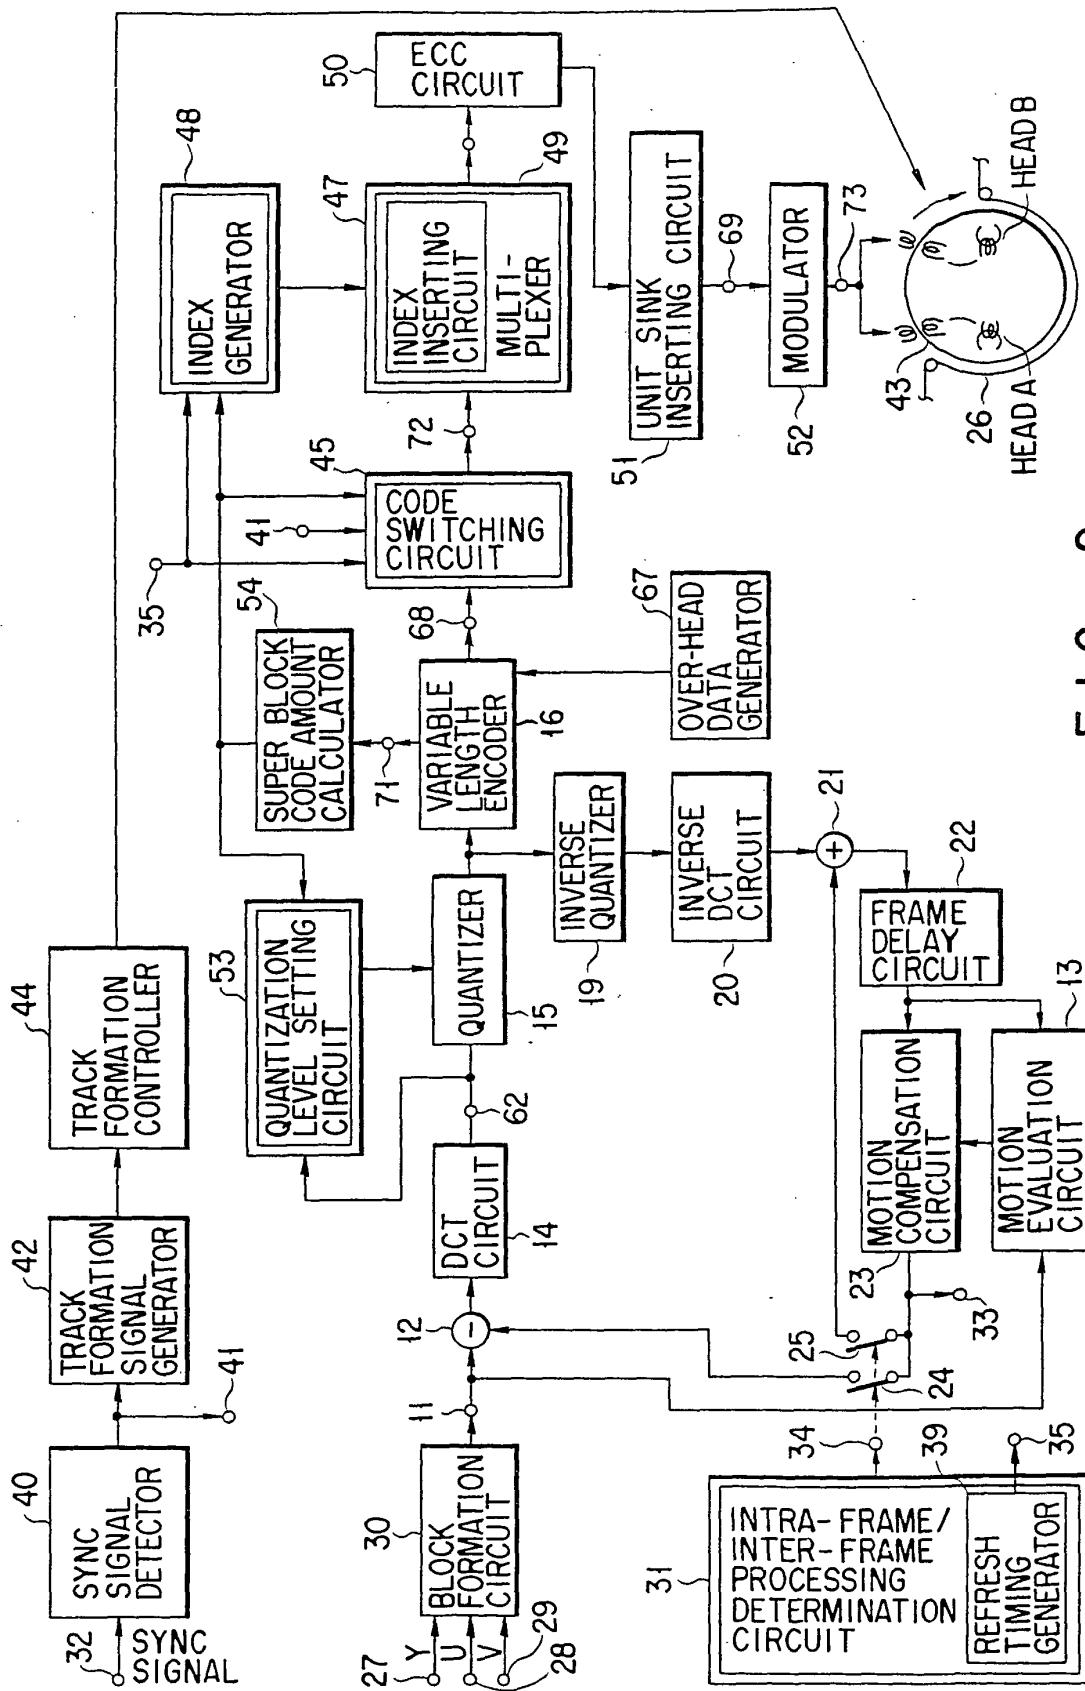 40
SYNC
SIGNAL
DETECTOR
32
SYNC
SIGNAL
41
42
TRACK
FORMATION
SIGNAL
GENERATOR
44
TRACK
FORMATION
CONTROLLER
27
Y
U
V
28
29
30
BLOCK
FORMATION
CIRCUIT
11
12
DCT
CIRCUIT
14
62
53
QUANTIZATION
LEVEL SETTING
CIRCUIT
QUANTIZER
15
54
SUPER BLOCK
CODE AMOUNT
CALCULATOR
71
VARIABLE
LENGTH
ENCODER
16
68
35
41
45
CODE
SWITCHING
CIRCUIT
72
48
INDEX
GENERATOR
47
INDEX
INSERTING
CIRCUIT
MULTI-
PLEXER
49
50
ECC
CIRCUIT
67
OVER-HEAD
DATA
GENERATOR
INVERSE
QUANTIZER
19
INVERSE
DCT
CIRCUIT
20
21
22
FRAME
DELAY
CIRCUIT
MOTION
COMPENSATION
CIRCUIT
23
13
MOTION
EVALUATION
CIRCUIT
25
24
33
34
31
INTRA-FRAME/
INTER-FRAME
PROCESSING
DETERMINATION
CIRCUIT
39
REFRESH
TIMING
GENERATOR
35
UNIT SINK
INSERTING CIRCUIT
51
69
MODULATOR
52
73
43
26
HEAD A
HEAD B